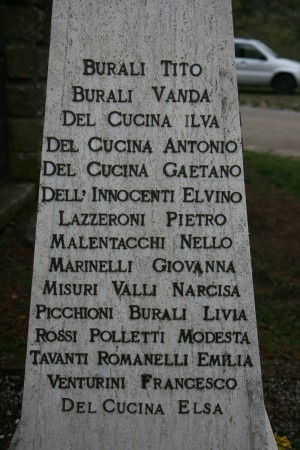 BURALI TITO
BURALI VANDA
DEL CUCINA ILVA
DEL CUCINA ANTONIO
DEL CUCINA GAETANO
DELL'INNOCENTI ELVINO
LAZZERONI PIETRO
MALENTACCHI NELLO
MARINELLI GIOVANNA
MISURI VALLI NARCISA
PICCHIONI BURALI LIVIA
ROSSI POLLETTI MODESTA
TAVANTI ROMANELLI EMILIA
VENTURINI FRANCESCO
DEL CUCINA ELSA